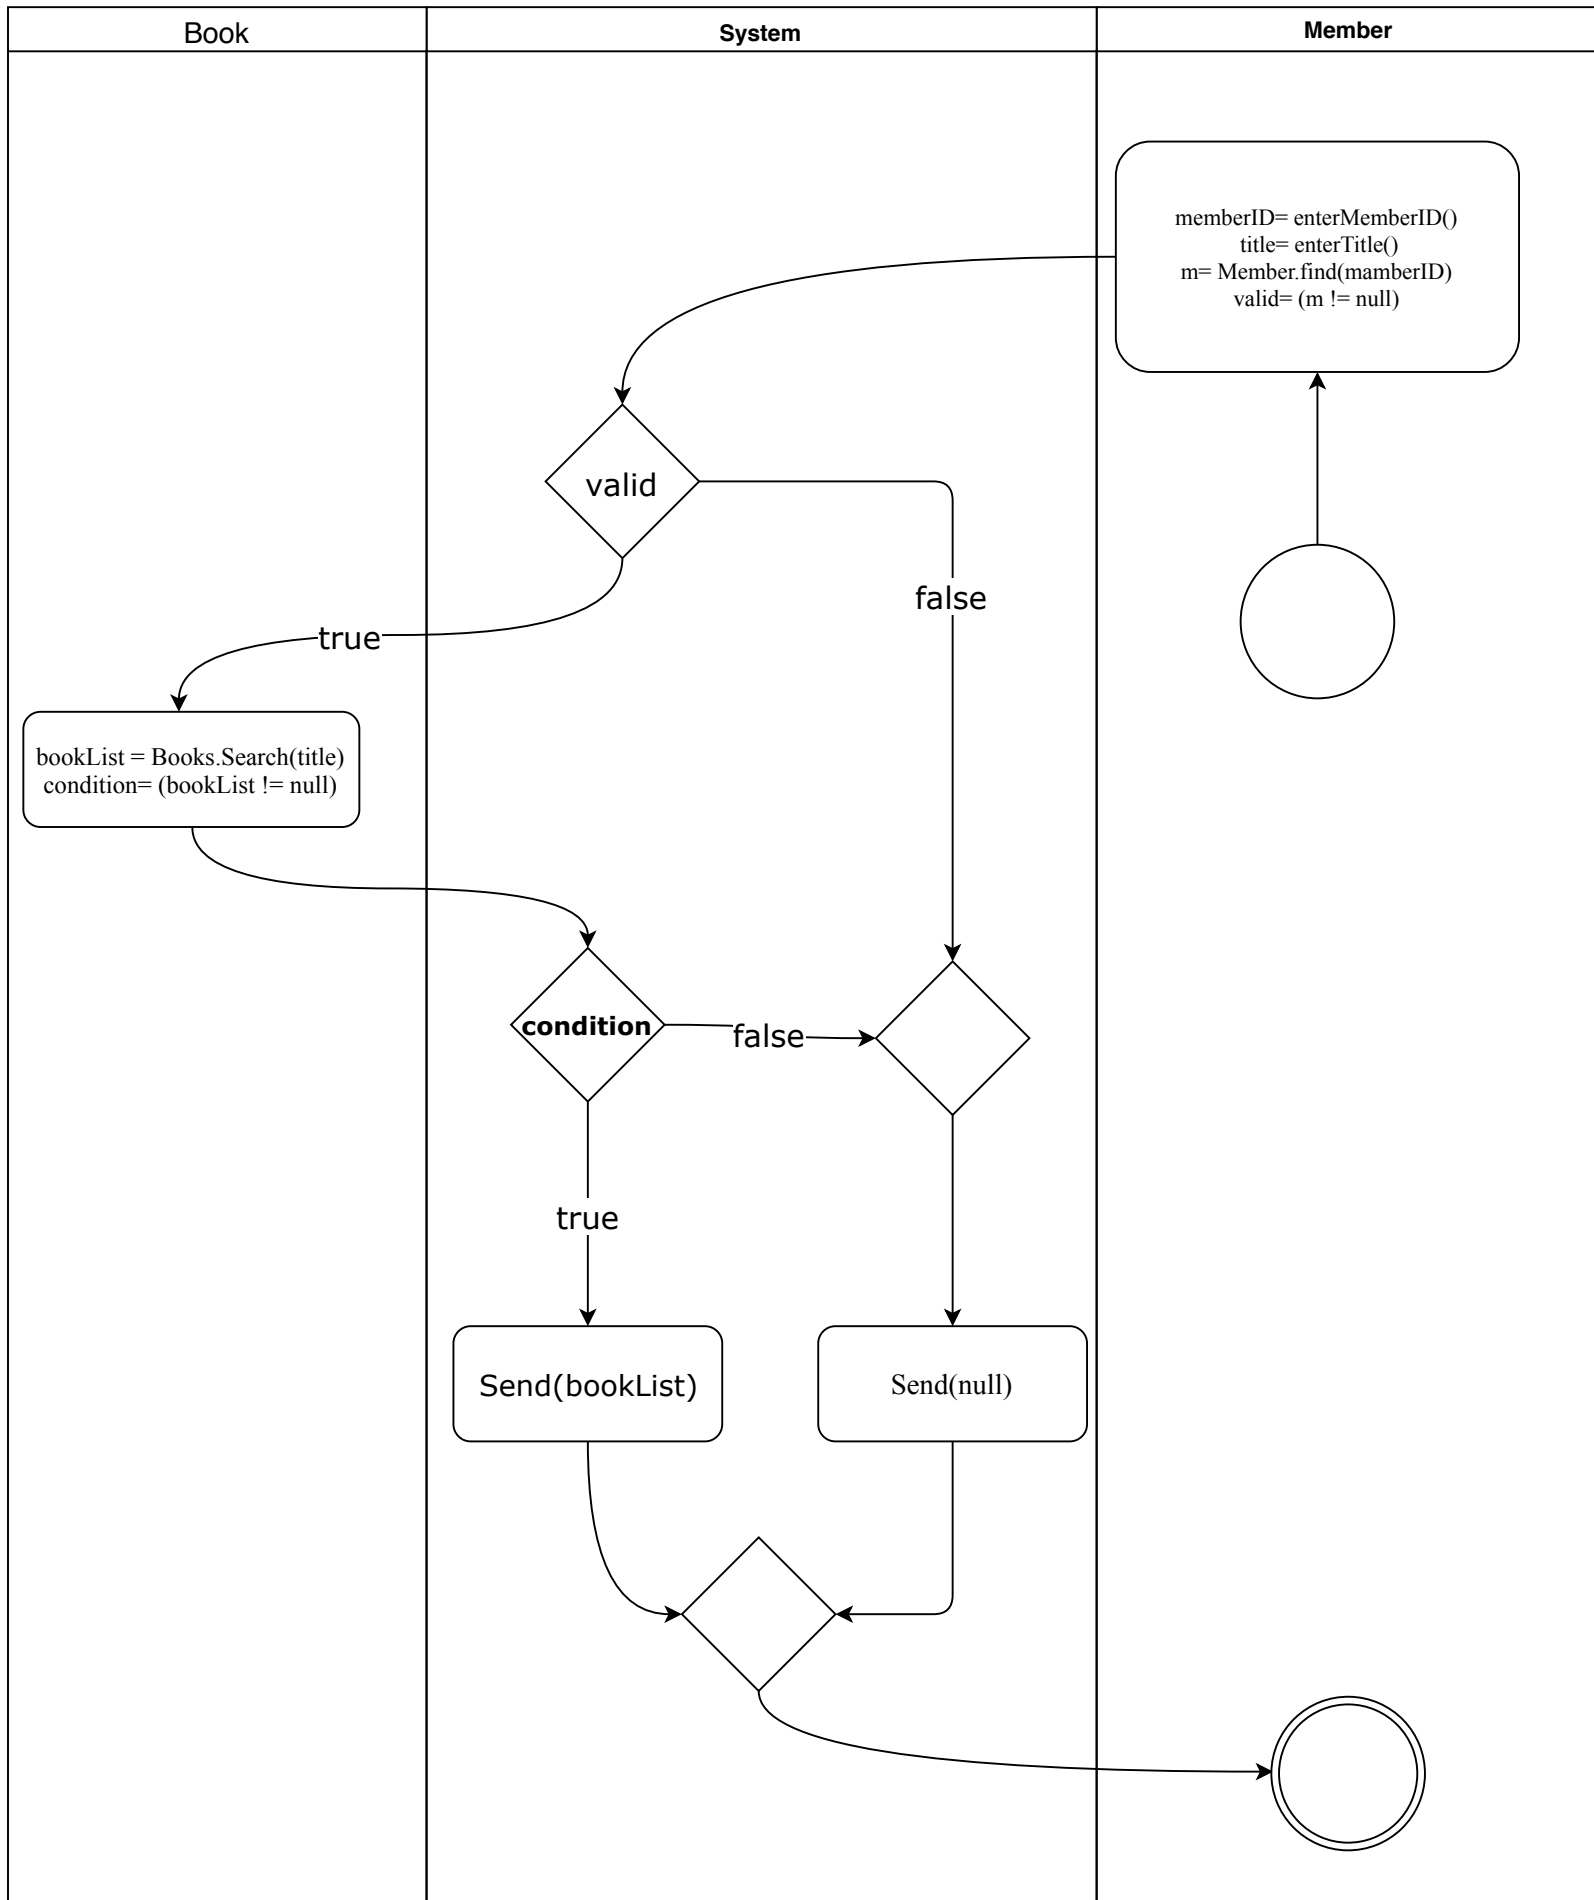 Book
System
Member
memberID= enterMemberID()
title= enterTitle()
m= Member.find(mamberID)
valid= (m != null)
valid
false
true
bookList = Books.Search(title)
condition= (bookList != null)
condition
false
true
Send(bookList)
Send(null)